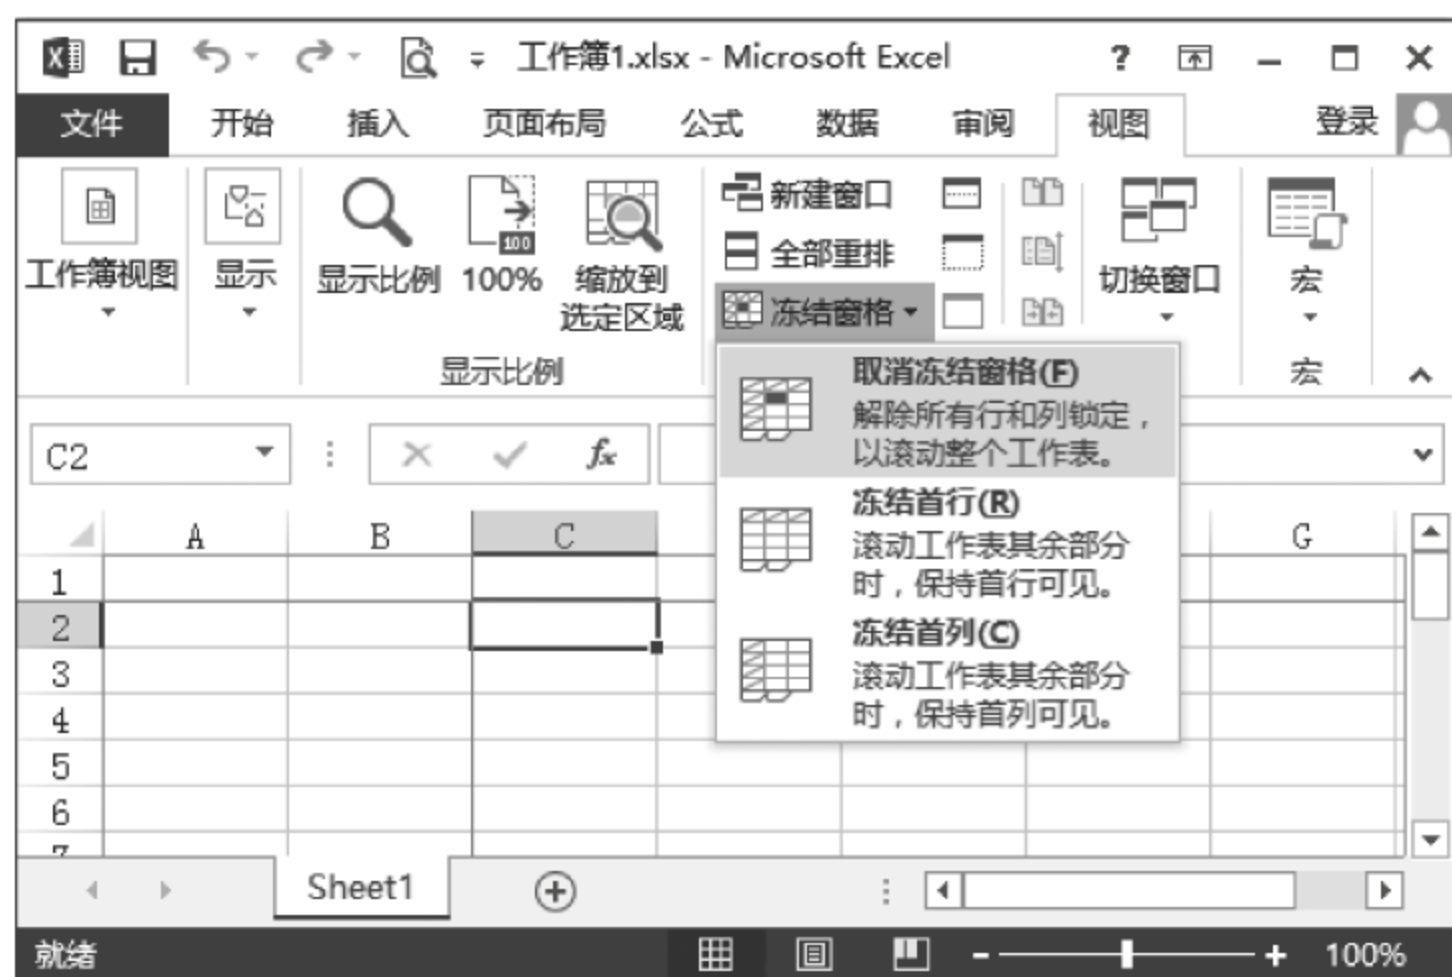 工作簿1.xlsx - Microsoft Excel
?
文件 开始 插入 页面布局 公式 数据 审阅 视图 登录
工作簿视图
显示
显示比例
100
100%
缩放到
选定区域
显示比例
新建窗口
全部重排
冻结窗格
切换窗口
宏
宏
取消冻结窗格(F)
解除所有行和列锁定，
以滚动整个工作表。
冻结首行(R)
滚动工作表其余部分
时，保持首行可见。
冻结首列(C)
滚动工作表其余部分
时，保持首列可见。
C2
fx
A B C G
1
2
3
4
5
6
7
Sheet1
就绪
100%